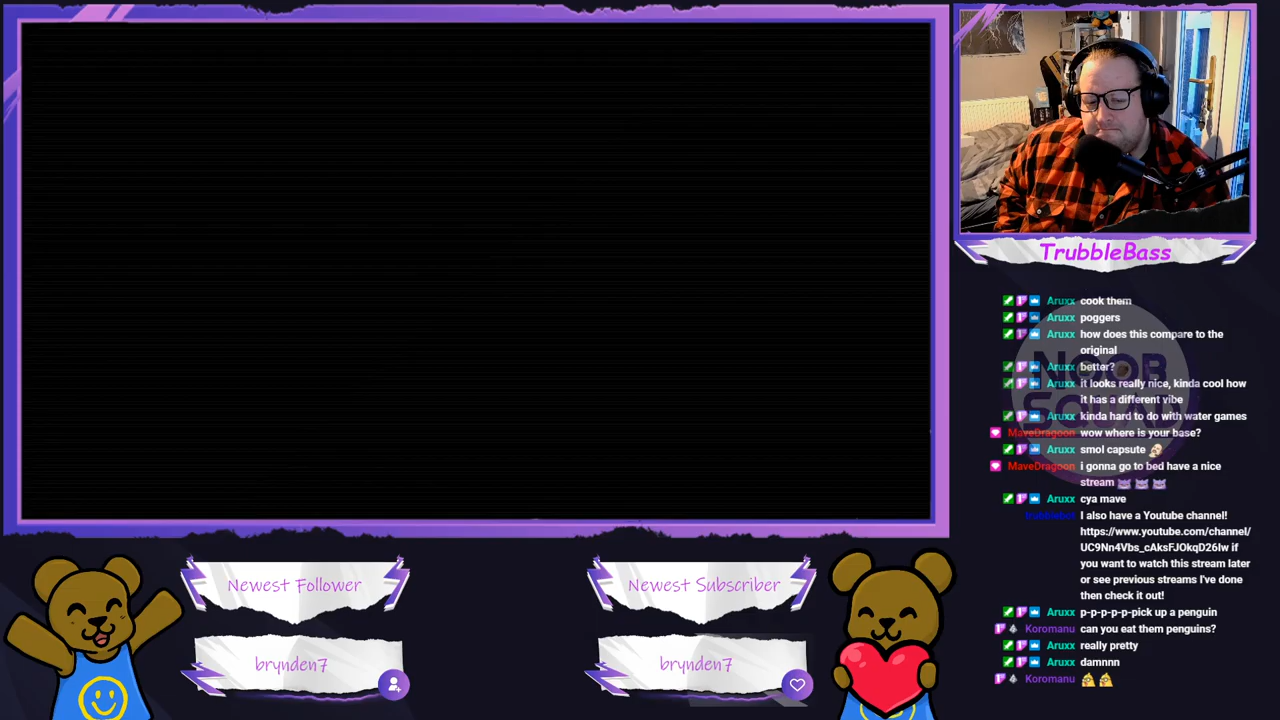 TrubbleBass
Aruxx cook them
Aruxx poggers
Aruxx how does this compare to the
original
Aruxx better?
Aruxx it looks really nice, kinda cool how
it has a different vibe
Aruxx kinda hard to do with water games
MaveDragoon wow where is your base?
Aruxx smol capsute
MaveDragoon i gonna go to bed have a nice
stream
Aruxx cya mave
I also have a Youtube channel!
https://www.youtube.com/channel/
UC9Nn4Vbs_cAksFJOkqD26Iw if
you want to watch this stream later
or see previous streams I've done
then check it out!
Aruxx p-p-p-p-p-pick up a penguin
Koromanu can you eat them penguins?
Aruxx really pretty
Aruxx damnnn
Koromanu
NOOB
SQUAD
Newest Follower
brynden7
Newest Subscriber
brynden7